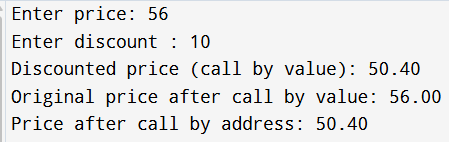 Enter price: 56
Enter discount : 10
Discounted price (call by value): 50.40
Original price after call by value: 56.00
Price after call by address: 50.40